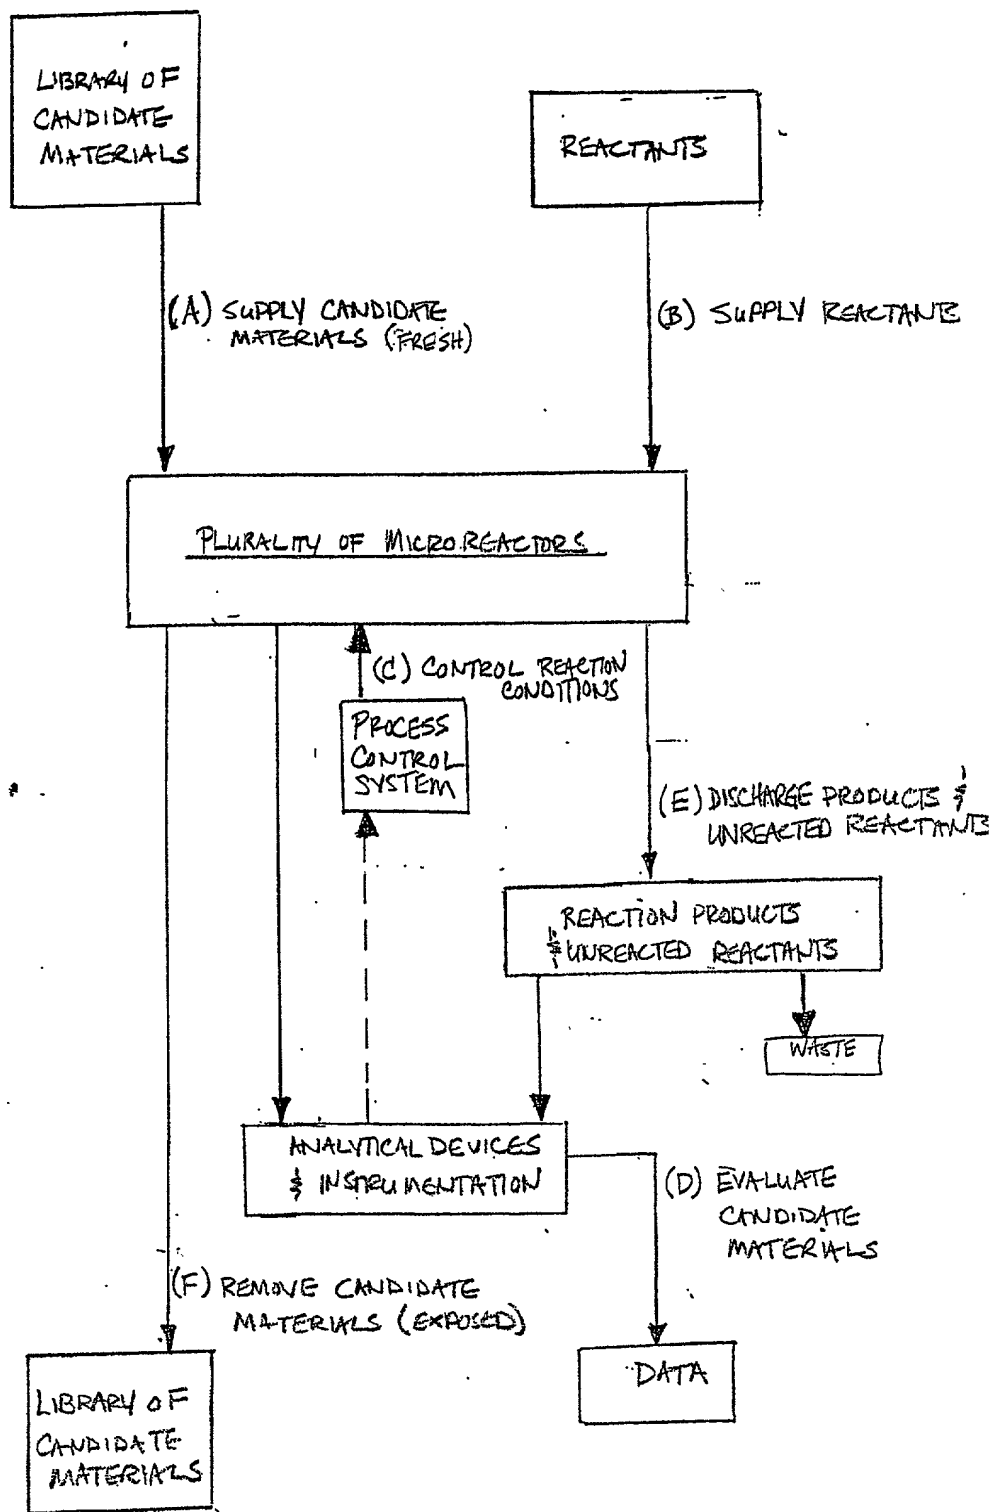 LIBRARY OF
CANDIDATE
MATERIALS
REACTANTS
(A) SUPPLY CANDIDATE
MATERIALS (FRESH)
(B) SUPPLY REACTANTS
PLURALITY OF MICROREACTORS
(C) CONTROL REACTION
CONDITIONS
PROCESS
CONTROL
SYSTEM
(E) DISCHARGE PRODUCTS &
UNREACTED REACTANTS
REACTION PRODUCTS
& UNREACTED REACTANTS
WASTE
ANALYTICAL DEVICES
& INSTRUMENTATION
(D) EVALUATE
CANDIDATE
MATERIALS
(F) REMOVE CANDIDATE
MATERIALS (EXPOSED)
DATA
LIBRARY OF
CANDIDATE
MATERIALS